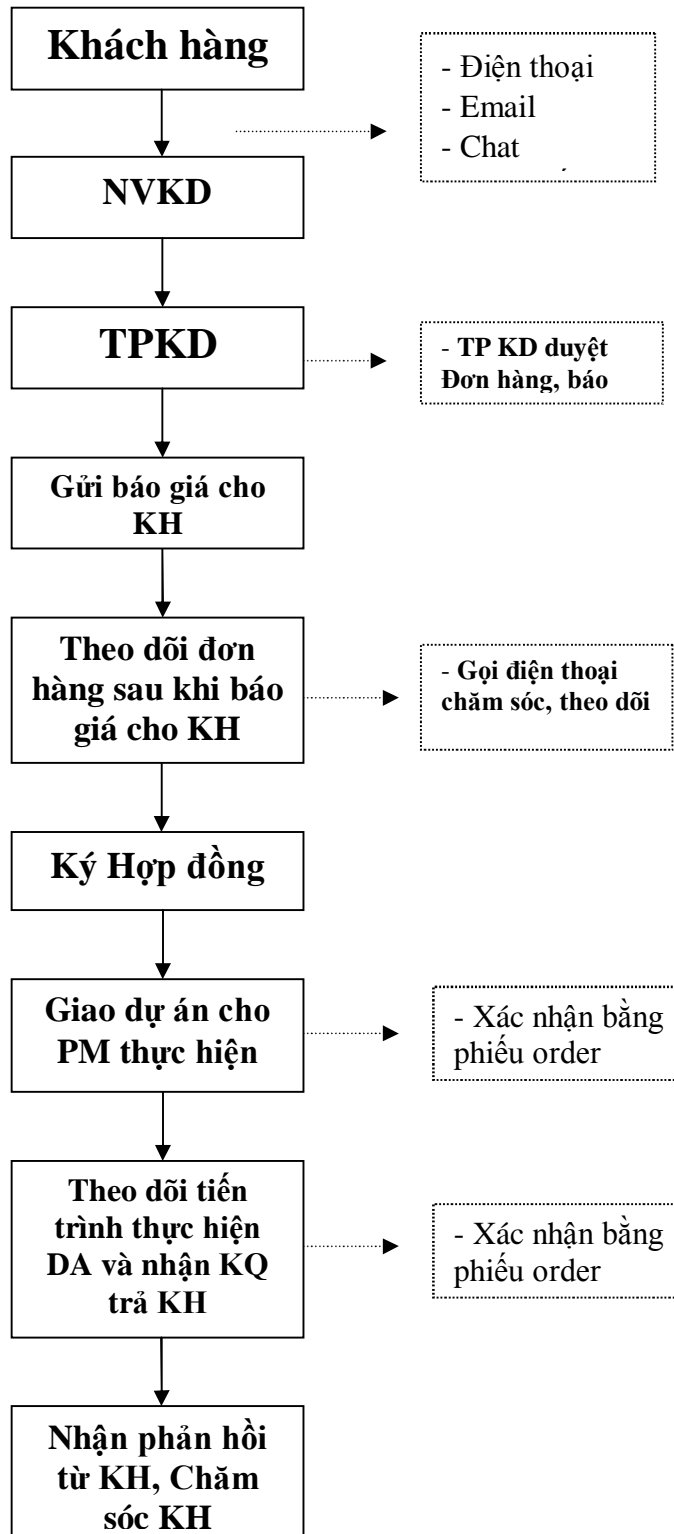 Khách hàng
- Điện thoại
- Email
- Chat
NVKD
TPKD
- TP KD duyệt
Đơn hàng, báo
Gửi báo giá cho
KH
Theo dõi đơn
hàng sau khi báo
giá cho KH
- Gọi điện thoại
chăm sóc, theo dõi
Ký Hợp đồng
Giao dự án cho
PM thực hiện
- Xác nhận bằng
phiếu order
Theo dõi tiến
trình thực hiện
DA và nhận KQ
trả KH
- Xác nhận bằng
phiếu order
Nhận phản hồi
từ KH, Chăm
sóc KH